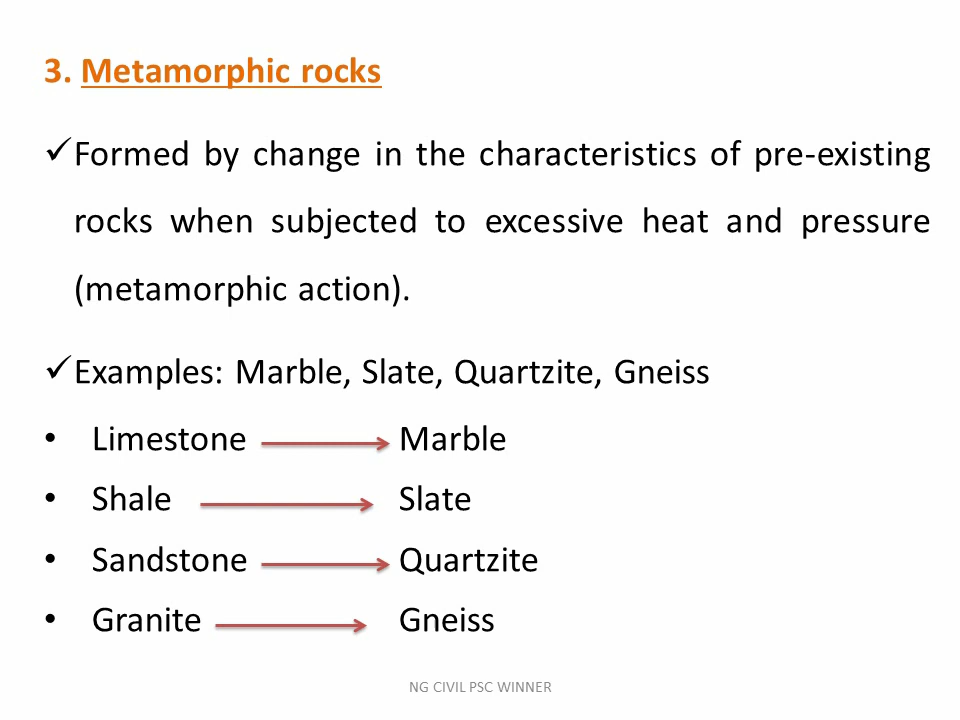 3. Metamorphic rocks
✓ Formed by change in the characteristics of pre-existing
rocks when subjected to excessive heat and pressure
(metamorphic action).
✓ Examples: Marble, Slate, Quartzite, Gneiss
• Limestone → Marble
• Shale → Slate
• Sandstone → Quartzite
• Granite → Gneiss
NG CIVIL PSC WINNER